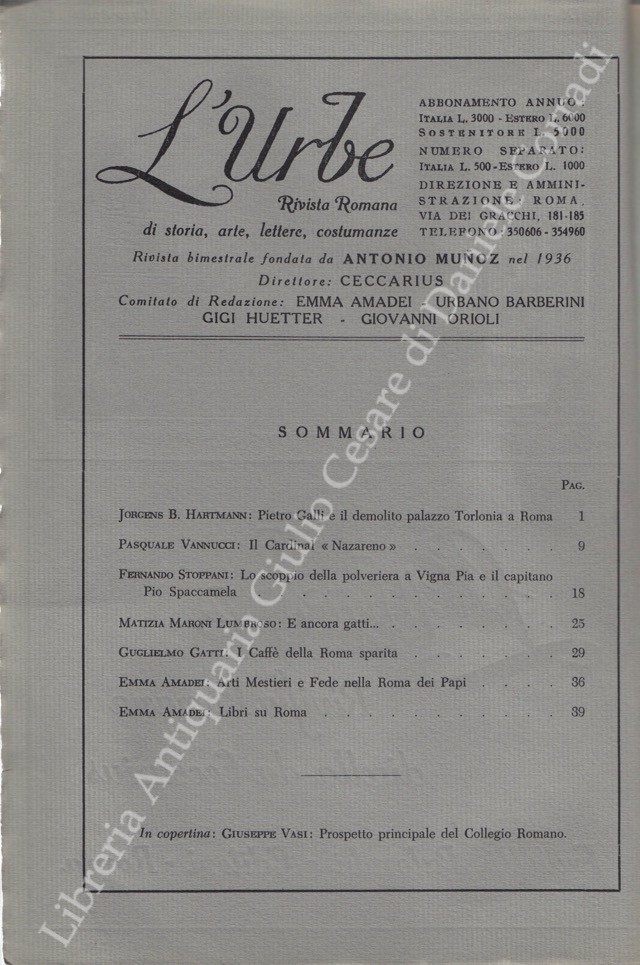 L'Urbe
Rivista Romana
di storia, arte, lettere, costumanze
ABBONAMENTO ANNUO:
ITALIA L. 3000 - ESTERO L. 6000
SOSTENITORE L. 5000
NUMERO SEPARATO:
ITALIA L. 500 - ESTERO L. 1000
DIREZIONE E AMMINI-
STRAZIONE: ROMA,
VIA DEI GRACCHI, 181-185
TELEFONO: 350606 - 354960
Rivista bimestrale fondata da ANTONIO MUÑOZ nel 1936
Direttore: CECCARIUS
Comitato di Redazione: EMMA AMADEI - URBANO BARBERINI
GIGI HUETTER - GIOVANNI ORIOLI
SOMMARIO
PAG.
JORGENS B. HARTMANN: Pietro Galli e il demolito palazzo Torlonia a Roma 1
PASQUALE VANNUCCI: Il Cardinal « Nazareno » . . . . . . . 9
FERNANDO STOPPANI: Lo scoppio della polveriera a Vigna Pia e il capitano
Pio Spaccamela . . . . . . . . . . . . 18
MATIZIA MARONI LUMBROSO: E ancora gatti... . . . . . . . . 25
GUGLIELMO GATTI: I Caffè della Roma sparita . . . . . . . 29
EMMA AMADEI: Arti Mestieri e Fede nella Roma dei Papi . . . . 36
EMMA AMADEI: Libri su Roma . . . . . . . . . . 39
In copertina: GIUSEPPE VASI: Prospetto principale del Collegio Romano.
Libreria Antiquaria Giulio Cesare di Daniele Corradi